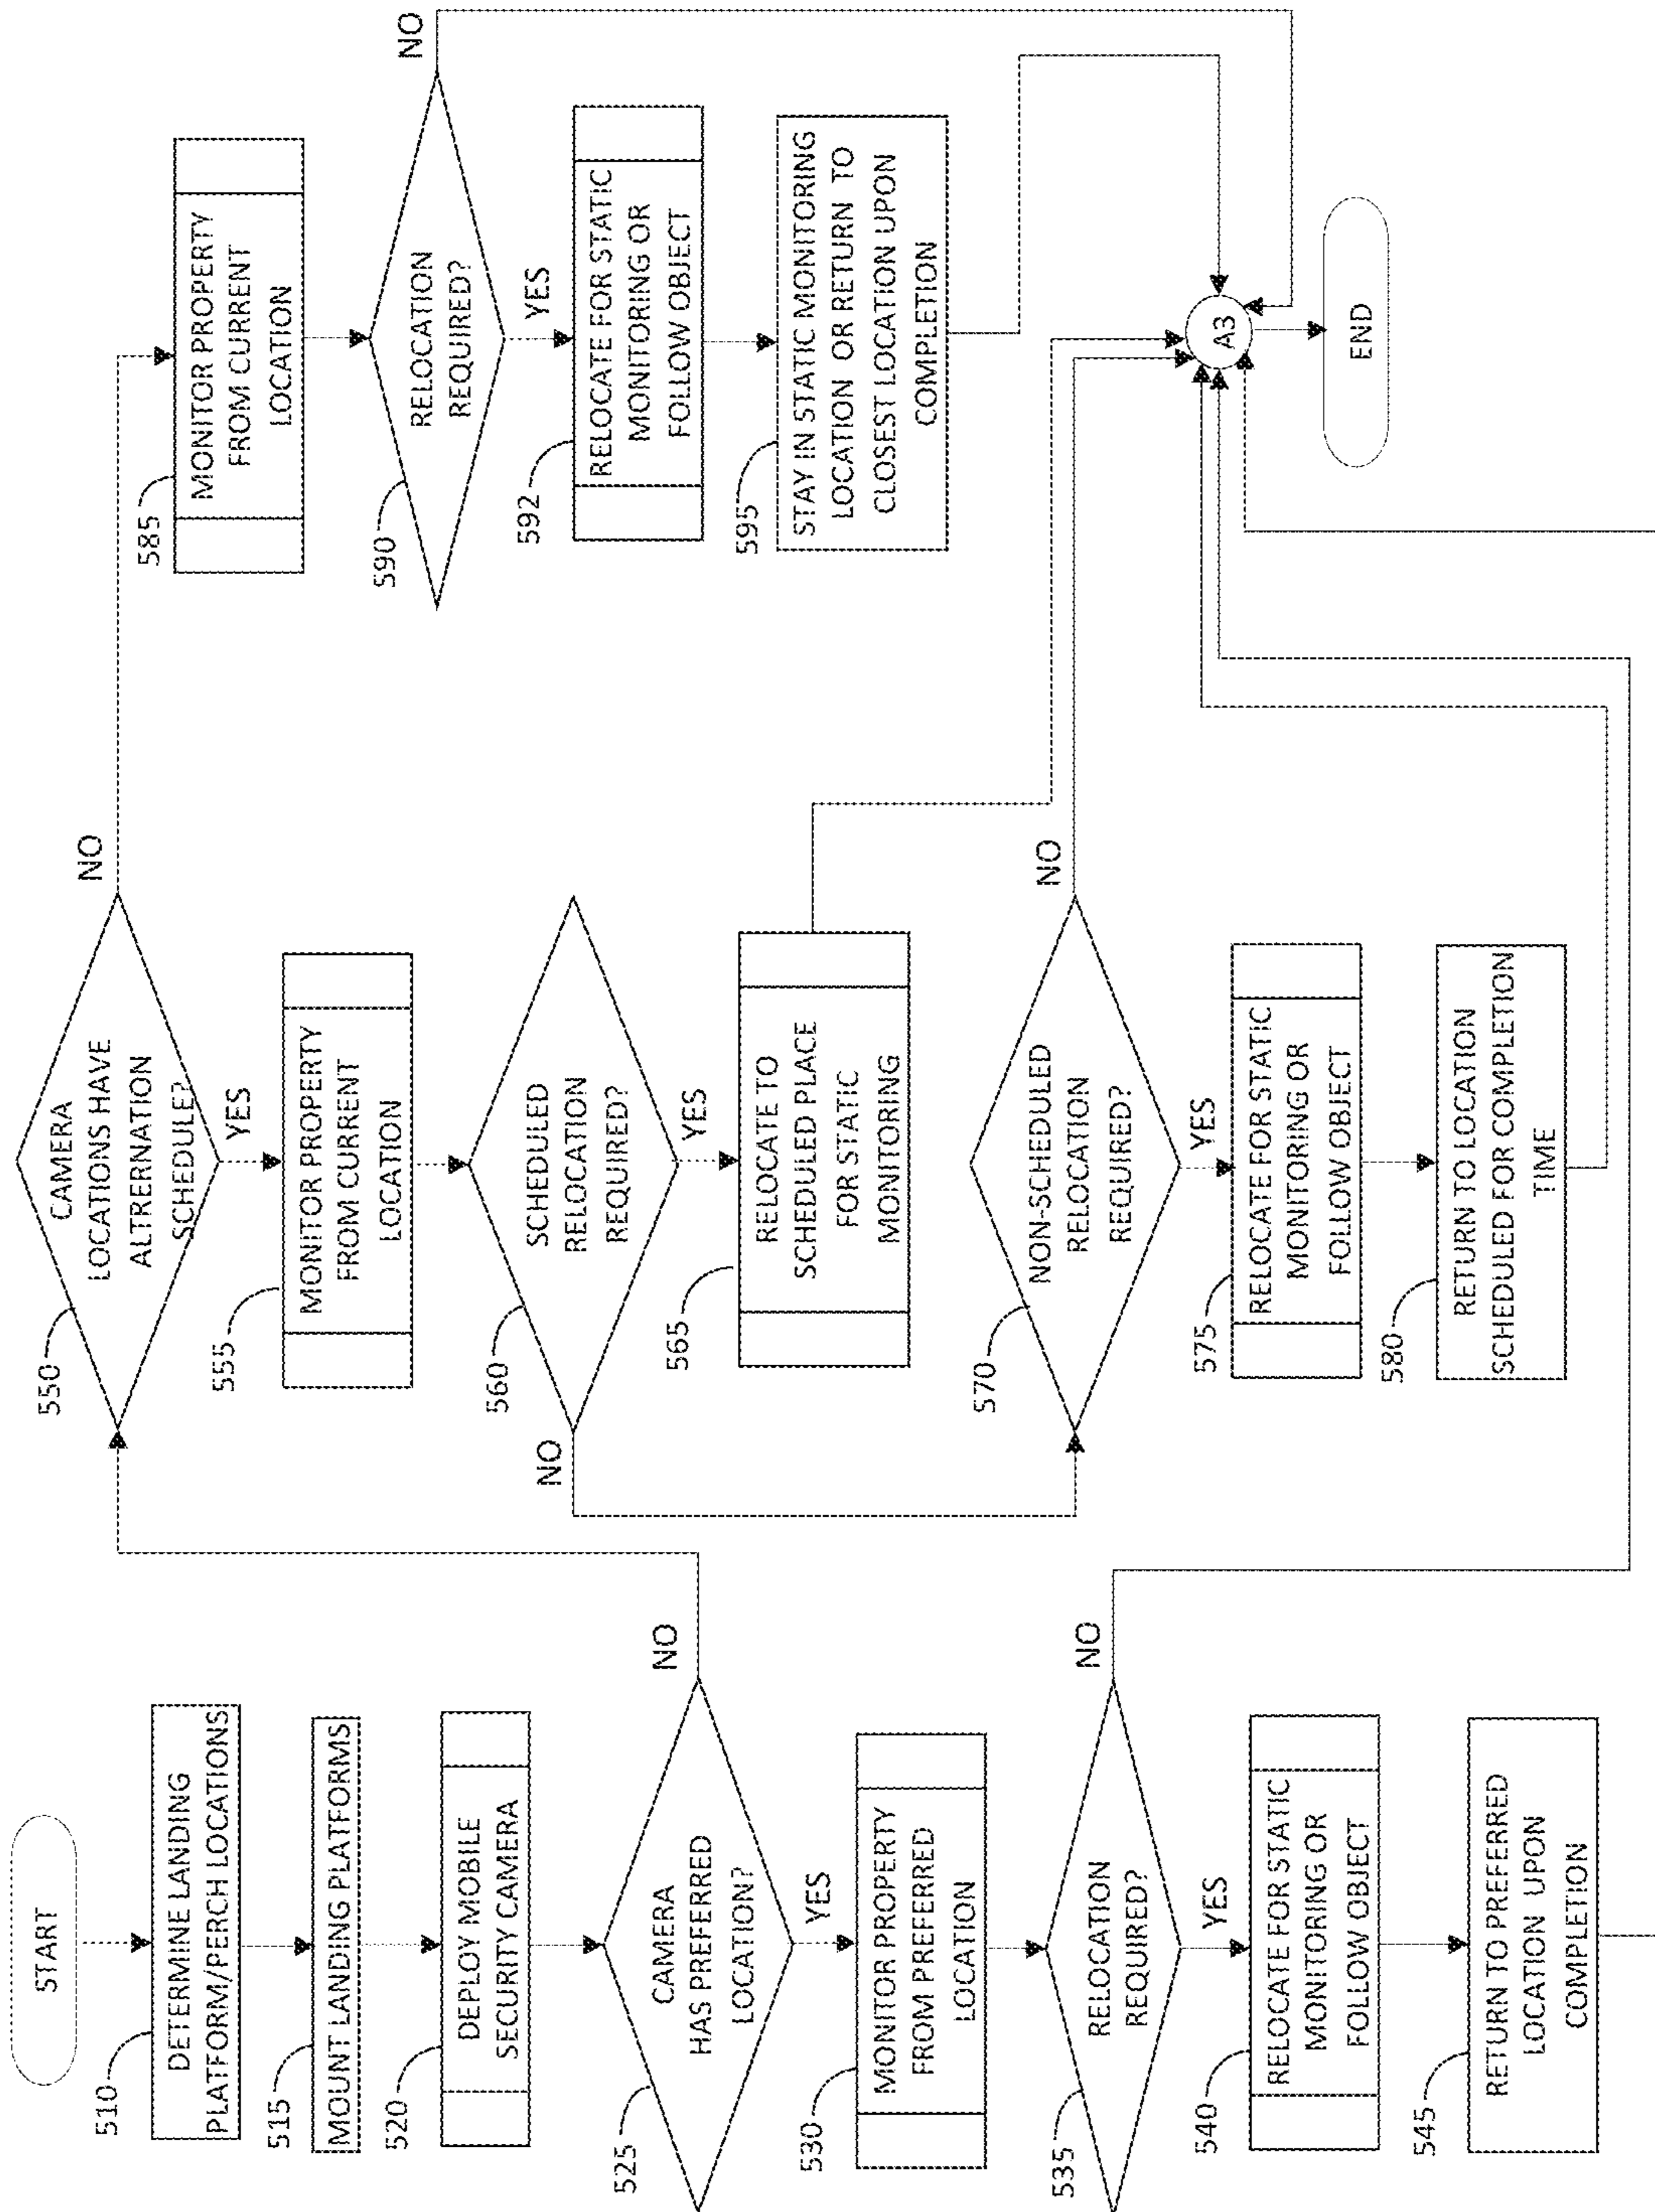 START
510
DETERMINE LANDING
PLATFORM/PERCH LOCATIONS
515
MOUNT LANDING PLATFORMS
520
DEPLOY MOBILE
SECURITY CAMERA
525
CAMERA
HAS PREFERRED
LOCATION?
NO
YES
530
MONITOR PROPERTY
FROM PREFERRED
LOCATION
535
RELOCATION
REQUIRED?
NO
YES
540
RELOCATE FOR STATIC
MONITORING OR
FOLLOW OBJECT
545
RETURN TO PREFERRED
LOCATION UPON
COMPLETION
550
CAMERA
LOCATIONS HAVE
ALTRERNATION
SCHEDULE?
NO
YES
555
MONITOR PROPERTY
FROM CURRENT
LOCATION
560
SCHEDULED
RELOCATION
REQUIRED?
NO
YES
565
RELOCATE TO
SCHEDULED PLACE
FOR STATIC
MONITORING
570
NON-SCHEDULED
RELOCATION
REQUIRED?
NO
YES
575
RELOCATE FOR STATIC
MONITORING OR
FOLLOW OBJECT
580
RETURN TO LOCATION
SCHEDULED FOR COMPLETION
TIME
585
MONITOR PROPERTY
FROM CURRENT
LOCATION
590
RELOCATION
REQUIRED?
NO
YES
592
RELOCATE FOR STATIC
MONITORING OR
FOLLOW OBJECT
595
STAY IN STATIC MONITORING
LOCATION OR RETURN TO
CLOSEST LOCATION UPON
COMPLETION
A3
END